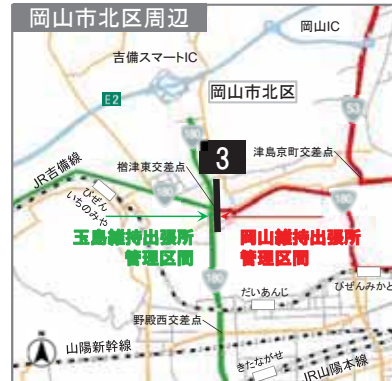 岡山市北区周辺
岡山IC
吉備スマートIC
E2
岡山市北区
53
180
3
津島京町交差点
楢津東交差点
JR吉備線
180
180
びぜん
いちのみや
玉島維持出張所
管理区間
岡山維持出張所
管理区間
180
だいあんじ
びぜんみかど
野殿西交差点
山陽新幹線
きたながせ
JR山陽本線